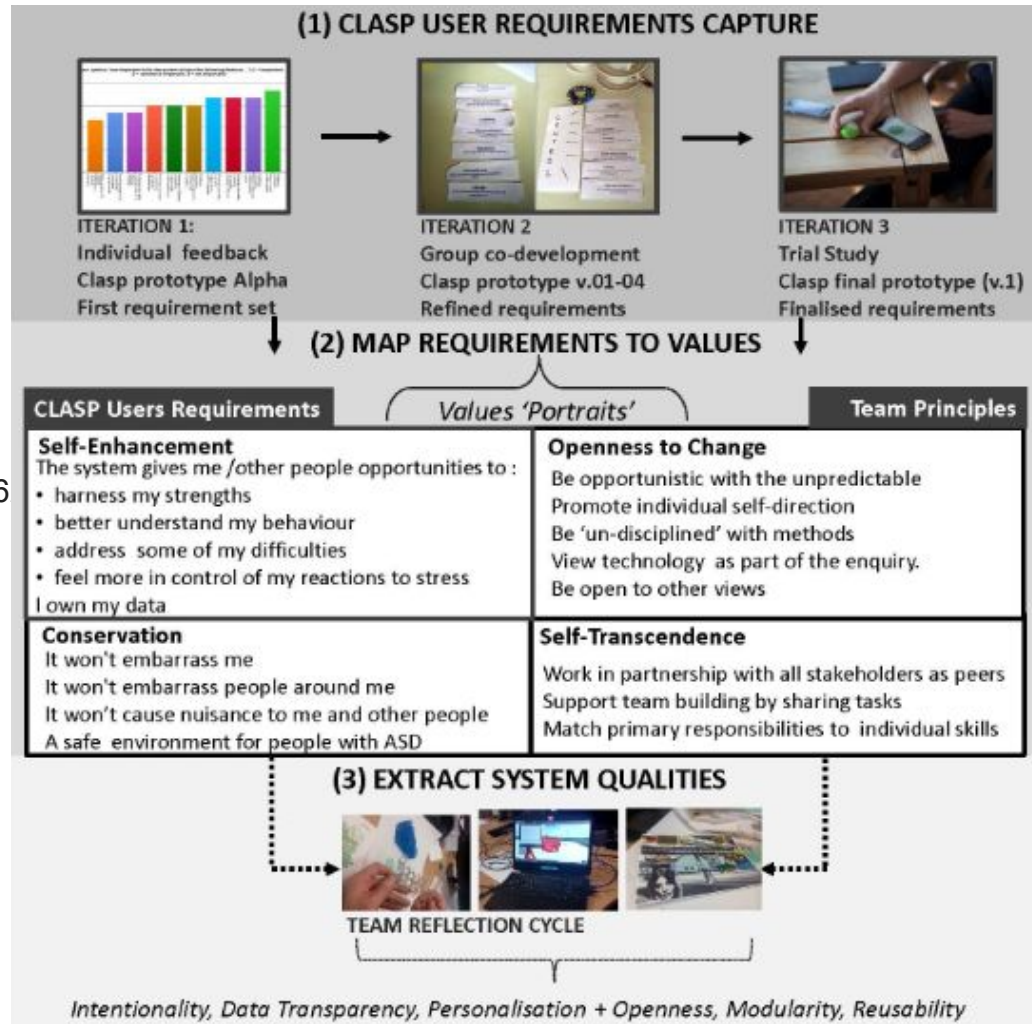 (1) CLASP USER REQUIREMENTS CAPTURE
ITERATION 1:
Individual feedback
Clasp prototype Alpha
First requirement set
ITERATION 2
Group co-development
Clasp prototype v.01-04
Refined requirements
ITERATION 3
Trial Study
Clasp final prototype (v.1)
Finalised requirements
(2) MAP REQUIREMENTS TO VALUES
CLASP Users Requirements
Values ‘Portraits’
Team Principles
Self-Enhancement
The system gives me /other people opportunities to :
• harness my strengths
• better understand my behaviour
• address some of my difficulties
• feel more in control of my reactions to stress
I own my data
Openness to Change
Be opportunistic with the unpredictable
Promote individual self-direction
Be ‘un-disciplined’ with methods
View technology as part of the enquiry.
Be open to other views
6
Conservation
It won't embarrass me
It won't embarrass people around me
It won’t cause nuisance to me and other people
A safe environment for people with ASD
Self-Transcendence
Work in partnership with all stakeholders as peers
Support team building by sharing tasks
Match primary responsibilities to individual skills
(3) EXTRACT SYSTEM QUALITIES
TEAM REFLECTION CYCLE
Intentionality, Data Transparency, Personalisation + Openness, Modularity, Reusability